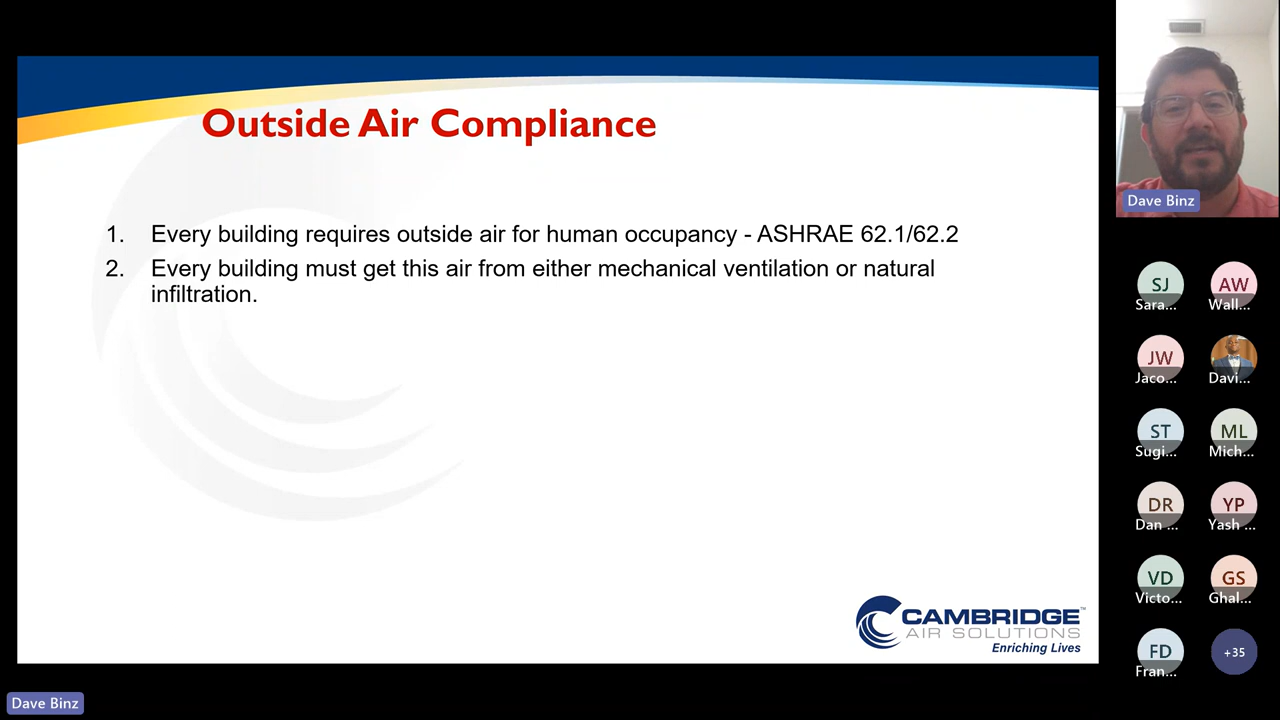 Outside Air Compliance
1. Every building requires outside air for human occupancy - ASHRAE 62.1/62.2
2. Every building must get this air from either mechanical ventilation or natural
infiltration.
CAMBRIDGE™
AIR SOLUTIONS
Enriching Lives
Dave Binz
SJ
Sara...
AW
Wall...
JW
Jaco...
Davi...
ST
Sugi...
ML
Mich...
DR
Dan ...
YP
Yash ...
VD
Victo...
GS
Ghal...
FD
Fran...
+35
Dave Binz